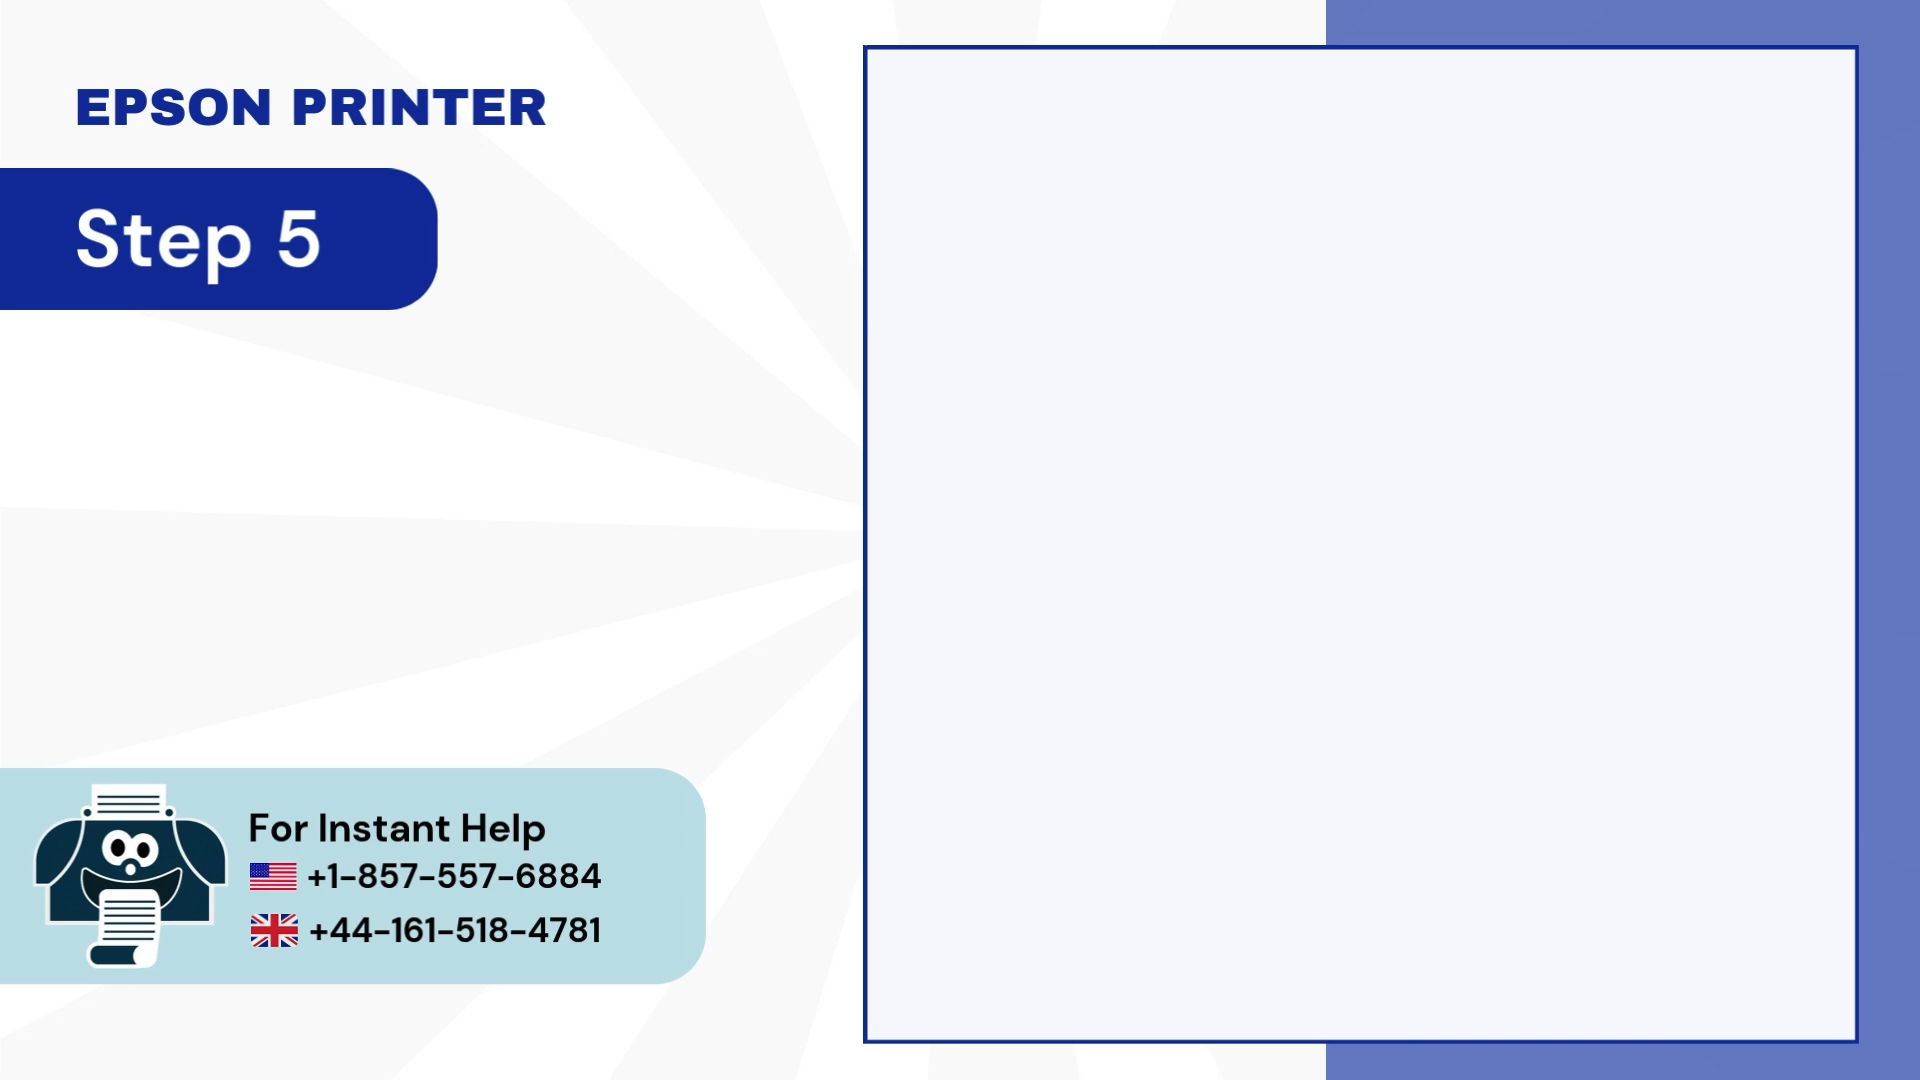 EPSON PRINTER
Step 5
For Instant Help
+1-857-557-6884
+44-161-518-4781